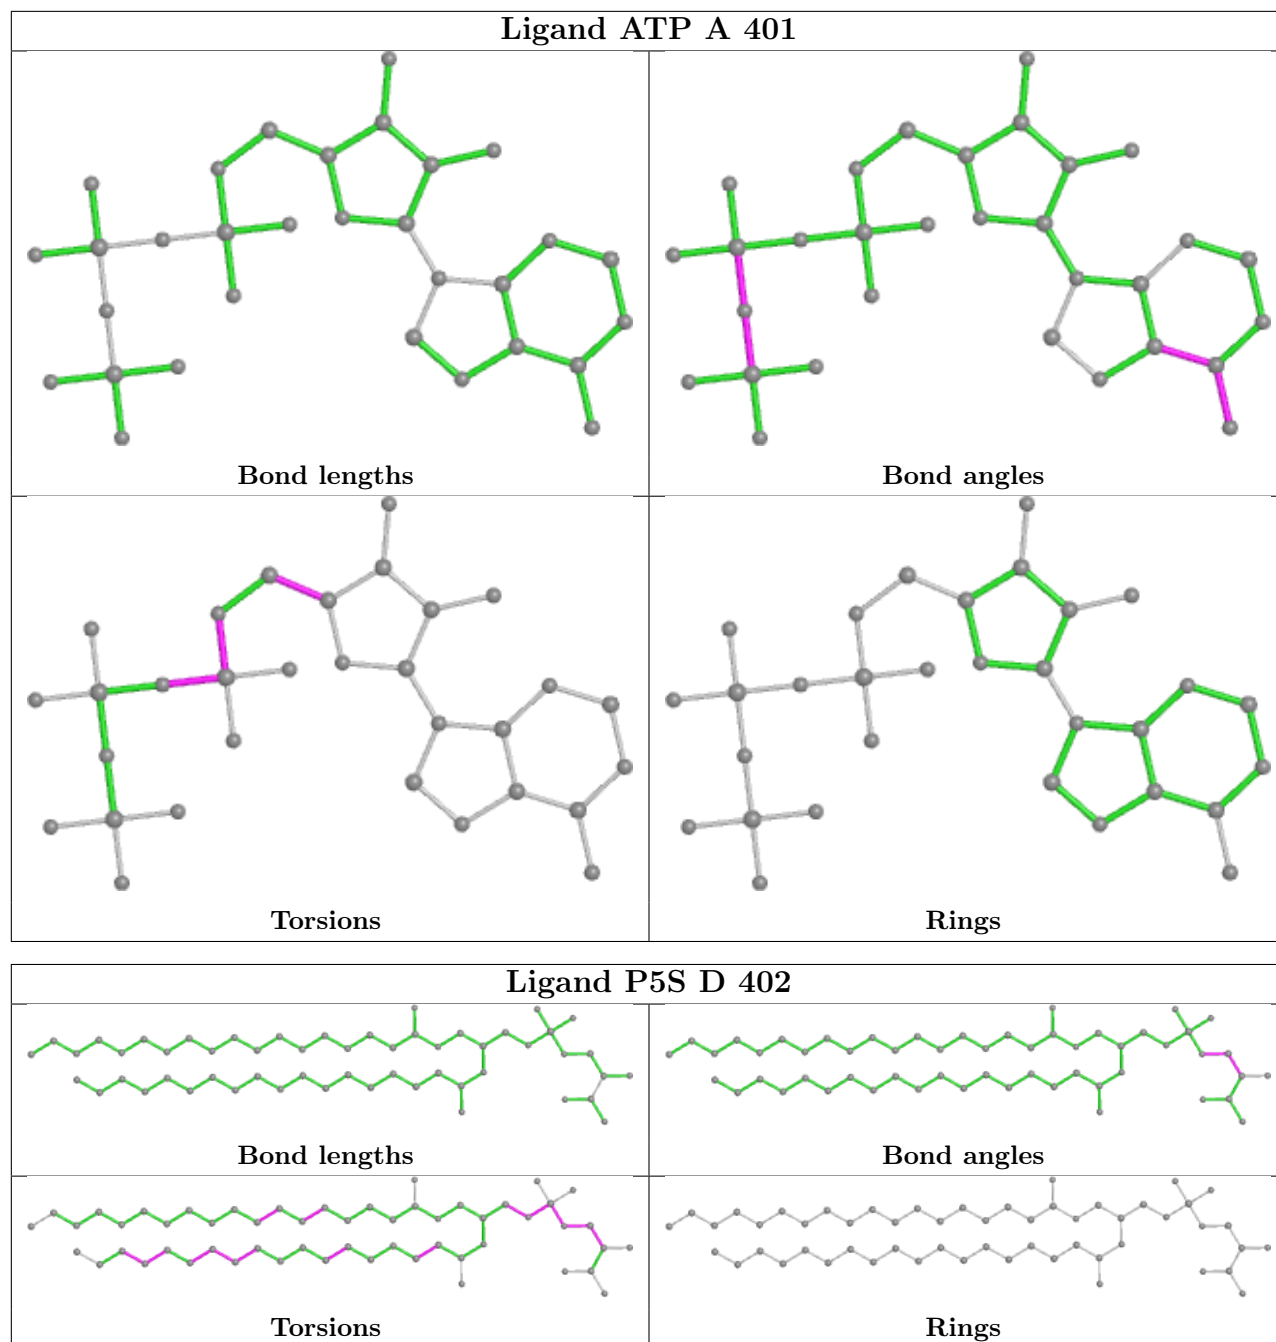 Ligand ATP A 401
Bond lengths
Bond angles
Torsions
Rings
Ligand P5S D 402
Bond lengths
Bond angles
Torsions
Rings